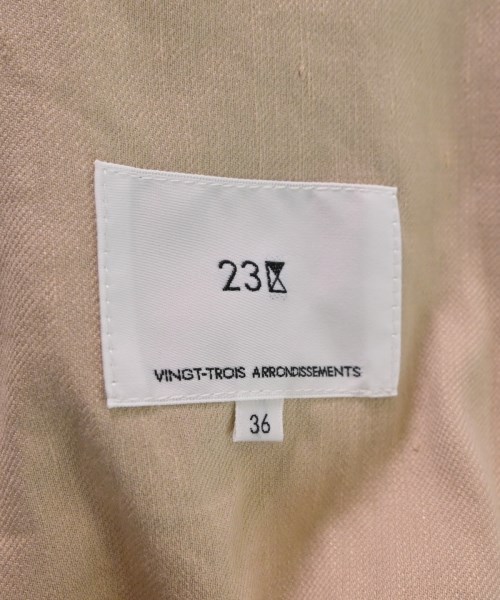 23区
VINGT-TROIS ARRONDISSEMENTS
36